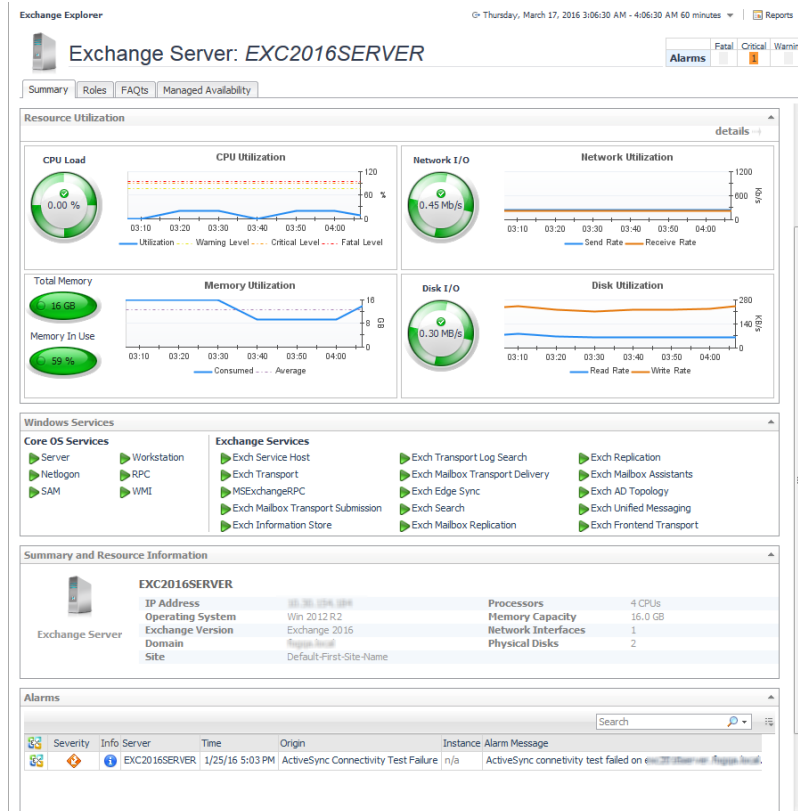 Exchange Explorer
Thursday, March 17, 2016 3:06:30 AM - 4:06:30 AM 60 minutes
Reports
Exchange Server: EXC2016SERVER
Alarms
Fatal Critical
1
Summary Roles FAQts Managed Availability
Resource Utilization
details
CPU Load
0.00 %
CPU Utilization
120
60
0
%
03:10 03:20 03:30 03:40 03:50 04:00
Utilization Warning Level Critical Level Fatal Level
Network I/O
0.45 Mb/s
Network Utilization
1200
600
0
kb/s
03:10 03:20 03:30 03:40 03:50 04:00
Send Rate Receive Rate
Total Memory
16 GB
Memory In Use
59 %
Memory Utilization
16
8
0
GB
03:10 03:20 03:30 03:40 03:50 04:00
Consumed Average
Disk I/O
0.30 MB/s
Disk Utilization
280
140
0
KB/s
03:10 03:20 03:30 03:40 03:50 04:00
Read Rate Write Rate
Windows Services
Core OS Services
Server Workstation
Netlogon RPC
SAM WMI
Exchange Services
Exch Service Host Exch Transport Log Search Exch Replication
Exch Transport Exch Mailbox Transport Delivery Exch Mailbox Assistants
MSExchangeRPC Exch Edge Sync Exch AD Topology
Exch Mailbox Transport Submission Exch Search Exch Unified Messaging
Exch Information Store Exch Mailbox Replication Exch Frontend Transport
Summary and Resource Information
Exchange Server
EXC2016SERVER
IP Address Processors 4 CPUs
Operating System Win 2012 R2 Memory Capacity 16.0 GB
Exchange Version Exchange 2016 Network Interfaces 1
Domain Physical Disks 2
Site Default-First-Site-Name
Alarms
Search
Severity Info Server Time Origin Instance Alarm Message
EXC2016SERVER 1/25/16 5:03 PM ActiveSync Connectivity Test Failure n/a ActiveSync connetivity test failed on